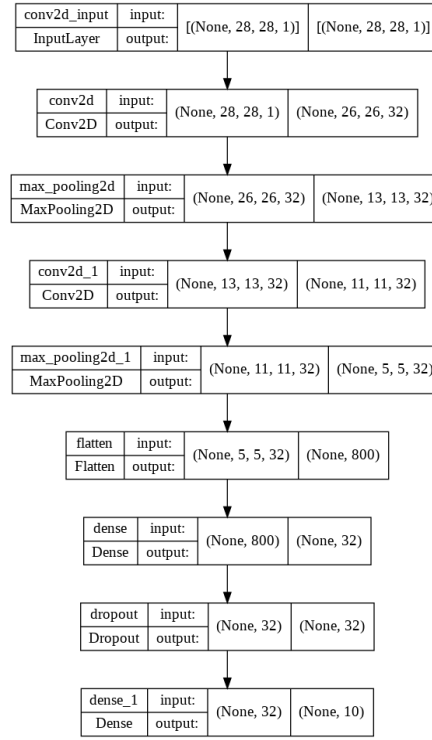 conv2d_input input: [(None, 28, 28, 1)] [(None, 28, 28, 1)]
InputLayer output:
conv2d input: (None, 28, 28, 1) (None, 26, 26, 32)
Conv2D output:
max_pooling2d input: (None, 26, 26, 32) (None, 13, 13, 32)
MaxPooling2D output:
conv2d_1 input: (None, 13, 13, 32) (None, 11, 11, 32)
Conv2D output:
max_pooling2d_1 input: (None, 11, 11, 32) (None, 5, 5, 32)
MaxPooling2D output:
flatten input: (None, 5, 5, 32) (None, 800)
Flatten output:
dense input: (None, 800) (None, 32)
Dense output:
dropout input: (None, 32) (None, 32)
Dropout output:
dense_1 input: (None, 32) (None, 10)
Dense output: